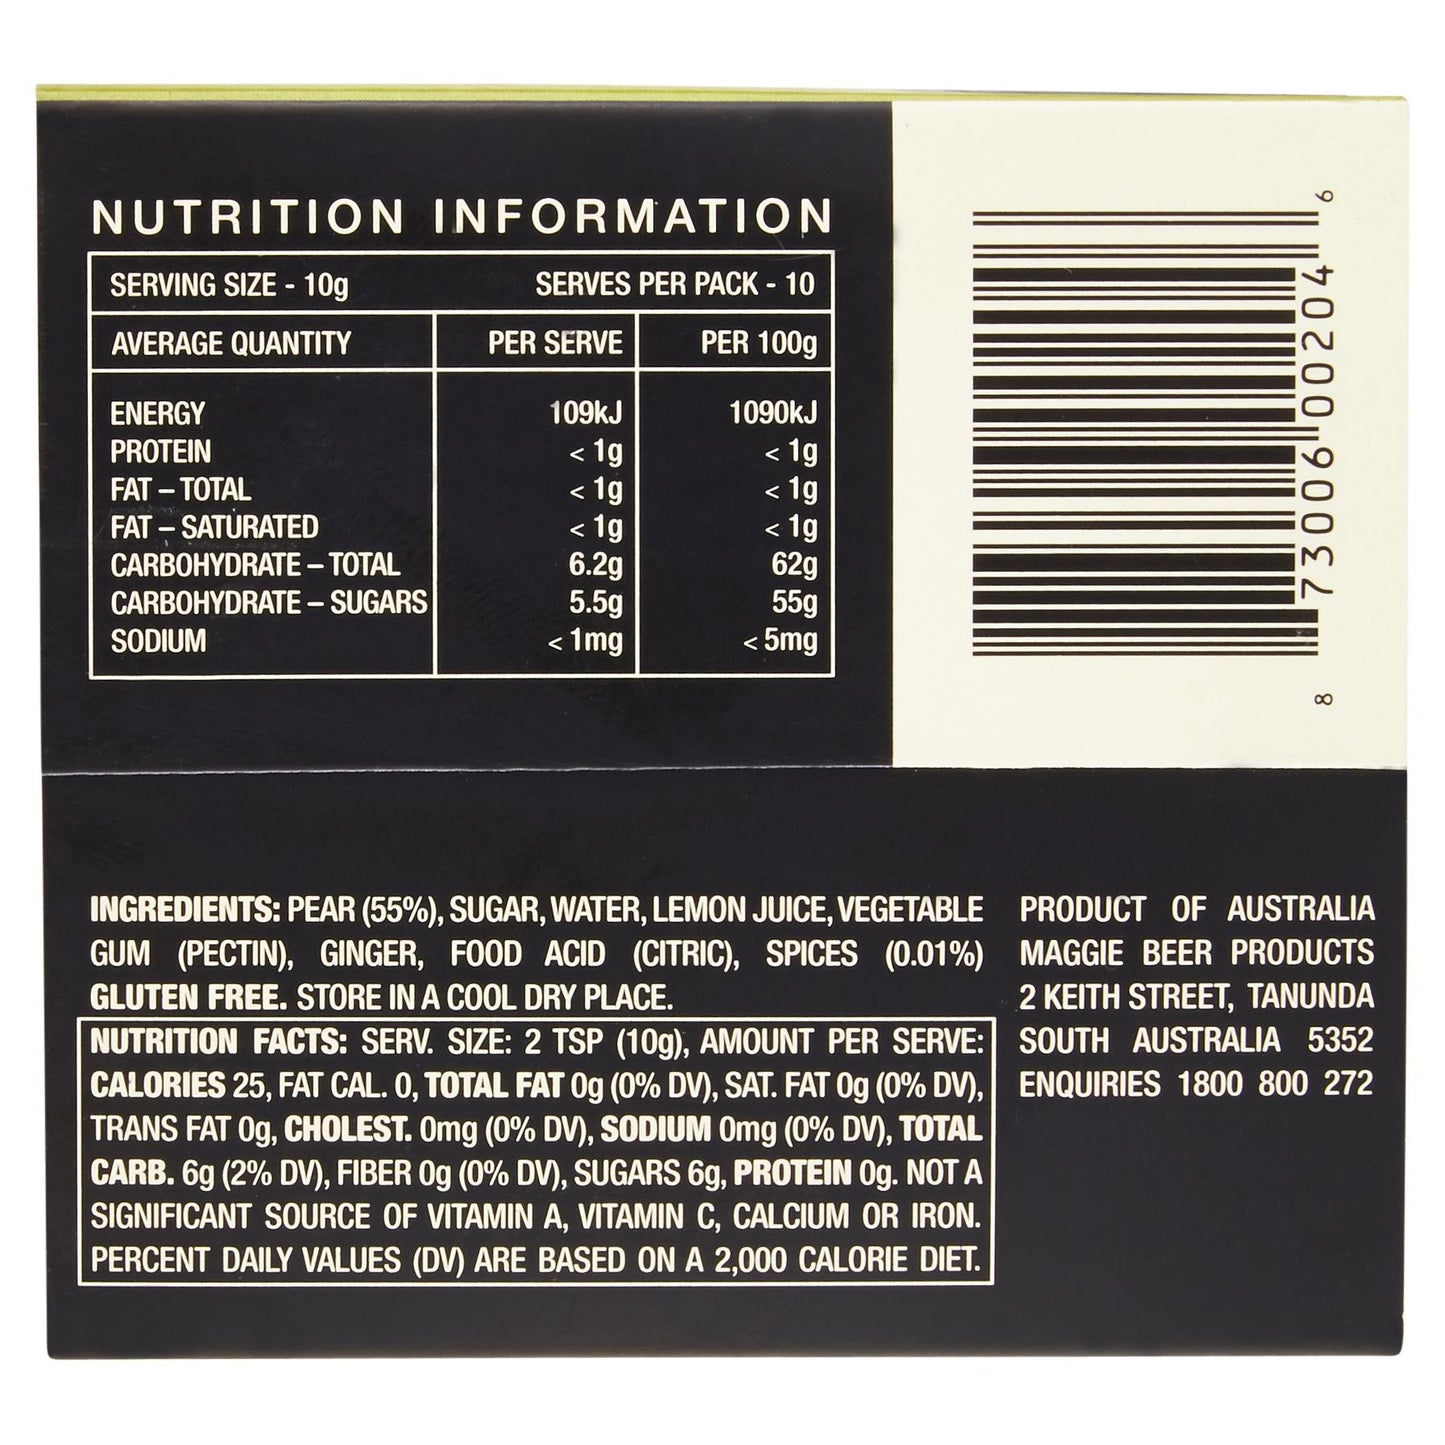 NUTRITION INFORMATION
SERVING SIZE - 10g SERVES PER PACK - 10
AVERAGE QUANTITY PER SERVE PER 100g
ENERGY 109kJ 1090kJ
PROTEIN < 1g < 1g
FAT – TOTAL < 1g < 1g
FAT – SATURATED < 1g < 1g
CARBOHYDRATE – TOTAL 6.2g 62g
CARBOHYDRATE – SUGARS 5.5g 55g
SODIUM < 1mg < 5mg
8 73006 00204 6
INGREDIENTS: PEAR (55%), SUGAR, WATER, LEMON JUICE, VEGETABLE
GUM (PECTIN), GINGER, FOOD ACID (CITRIC), SPICES (0.01%)
GLUTEN FREE. STORE IN A COOL DRY PLACE.
NUTRITION FACTS: SERV. SIZE: 2 TSP (10g), AMOUNT PER SERVE:
CALORIES 25, FAT CAL. 0, TOTAL FAT 0g (0% DV), SAT. FAT 0g (0% DV),
TRANS FAT 0g, CHOLEST. 0mg (0% DV), SODIUM 0mg (0% DV), TOTAL
CARB. 6g (2% DV), FIBER 0g (0% DV), SUGARS 6g, PROTEIN 0g. NOT A
SIGNIFICANT SOURCE OF VITAMIN A, VITAMIN C, CALCIUM OR IRON.
PERCENT DAILY VALUES (DV) ARE BASED ON A 2,000 CALORIE DIET.
PRODUCT OF AUSTRALIA
MAGGIE BEER PRODUCTS
2 KEITH STREET, TANUNDA
SOUTH AUSTRALIA 5352
ENQUIRIES 1800 800 272